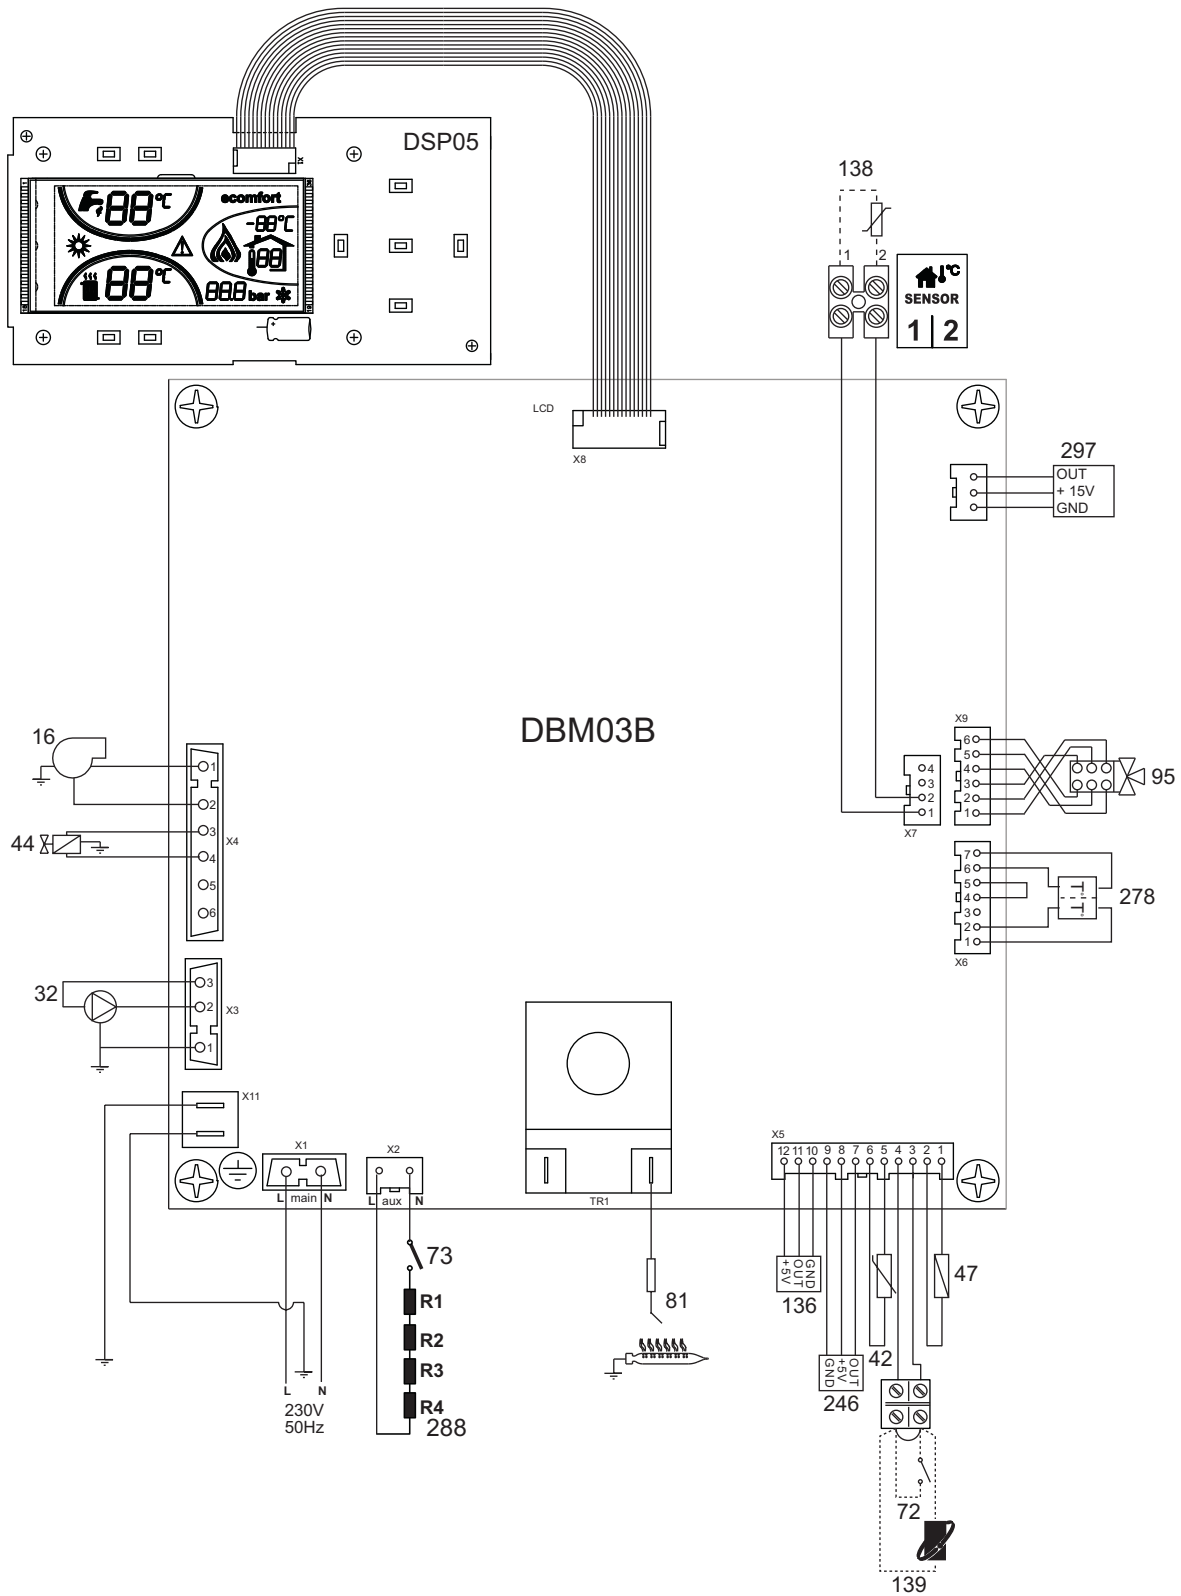 DSP05
X1
88°C
ecomfort
-88°C
88
88°C
88.8 bar
138
1 2
°C
SENSOR
1 | 2
LCD
X8
297
OUT
+ 15V
GND
DBM03B
16
1
2
3
4
5
6
X4
44
32
3
2
1
X3
X9
6
5
4
3
2
1
95
4
3
2
1
X7
7
6
5
4
3
2
1
X6
278
X11
X1
L main N
X2
L aux N
TR1
X5
12 11 10 9 8 7 6 5 4 3 2 1
73
R1
R2
R3
R4
288
L N
230V
50Hz
81
+5V
OUT
GND
136
GND
+5V
OUT
246
42
47
72
139